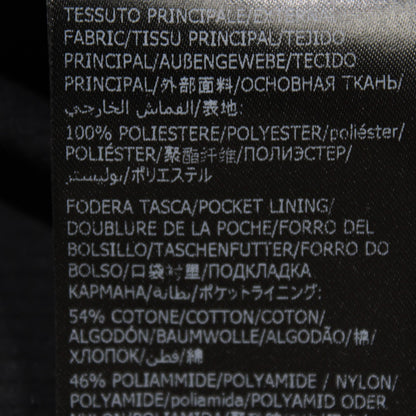 TESSUTO PRINCIPALE/EXTERNAL
FABRIC/TISSU PRINCIPAL/TEJIDO
PRINCIPAL/AUßENGEWEBE/TECIDO
PRINCIPAL/外部面料/ОСНОВНАЯ ТКАНЬ/
القماش الخارجي/表地:
100% POLIESTERE/POLYESTER/poliéster/
POLIÉSTER/聚酯纤维/ПОЛИЭСТЕР/
بوليستر/ポリエステル
FODERA TASCA/POCKET LINING/
DOUBLURE DE LA POCHE/FORRO DEL
BOLSILLO/TASCHENFUTTER/FORRO DO
BOLSO/口袋衬里/ПОДКЛАДКА
КАРМАНА/بطانة/ポケットライニング:
54% COTONE/COTTON/COTON/
ALGODÓN/BAUMWOLLE/ALGODÃO/棉/
ХЛОПОК/قطن/綿
46% POLIAMMIDE/POLYAMIDE / NYLON/
POLYAMIDE/poliamida/POLYAMID ODER
NYLON/POLIAMIDA